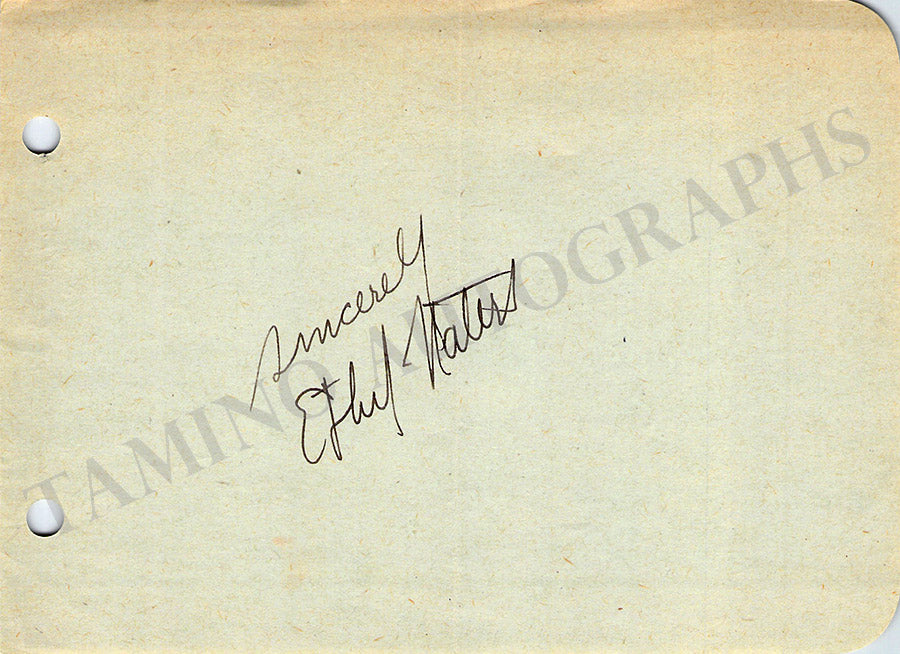 Sincerely
Ethel Waters
TAMINO AUTOGRAPHS